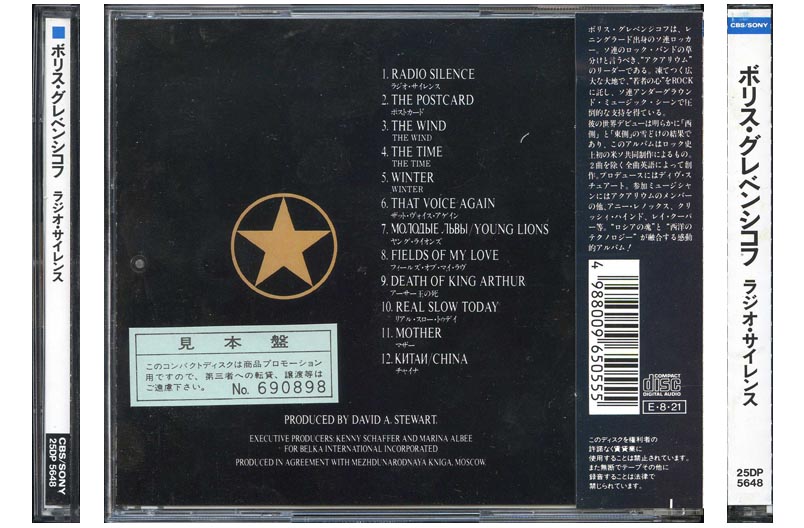 ボリス・グレベンシコフ ラジオ・サイレンス
CBS/SONY
25DP 5648
1. RADIO SILENCE
ラジオ・サイレンス
2. THE POSTCARD
ポストカード
3. THE WIND
THE WIND
4. THE TIME
THE TIME
5. WINTER
WINTER
6. THAT VOICE AGAIN
ザット・ヴォイス・アゲイン
7. МОЛОДЫЕ ЛЬВЫ/YOUNG LIONS
ヤング・ライオンズ
8. FIELDS OF MY LOVE
フィールズ・オブ・マイ・ラヴ
9. DEATH OF KING ARTHUR
アーサー王の死
10. REAL SLOW TODAY
リアル・スロー・トゥデイ
11. MOTHER
マザー
12. КИТАЙ/CHINA
チャイナ
見本盤
このコンパクトディスクは商品プロモーション
用ですので、第三者への転貸、譲渡等は
ご遠慮下さい。
No. 690898
PRODUCED BY DAVID A. STEWART.
EXECUTIVE PRODUCERS: KENNY SCHAFFER AND MARINA ALBEE
FOR BELKA INTERNATIONAL INCORPORATED
PRODUCED IN AGREEMENT WITH MEZHDUNARODNAYA KNIGA, MOSCOW.
ボリス・グレベンシコフは、レ
ニングラード出身のソ連ロッカ
ー。ソ連のロック・バンドの草
分けと言うべき、“アクアリウム”
のリーダーである。凍てつく広
大な大地で、“若者の心”をROCK
に託し、ソ連アンダーグラウン
ド・ミュージック・シーンで圧
倒的な支持を得ている。
彼の世界デビューは明らかに「西
側」と「東側」の雪どけの結果で
あり、このアルバムはロック史
上初の米ソ共同制作によるもの。
2曲を除く全曲英語によって創
作。プロデュースにはディヴ・ス
チュアート。参加ミュージシャ
ンにはアクアリウムのメンバー
の他、アニー・レノックス、クリ
ッシィ・ハインド、レイ・クーパ
ー等。“ロシアの魂”と“西洋の
テクノロジー”が融合する感動
的アルバム!
4 988009 650555
COMPACT
disc
DIGITAL AUDIO
E・8・21
このディスクを権利者の
許諾なく賃貸業に
使用することは禁止されています。
また無断でテープその他に
録音することは法律で
禁じられています。
CBS/SONY
ボリス・グレベンシコフ ラジオ・サイレンス
25DP
5648